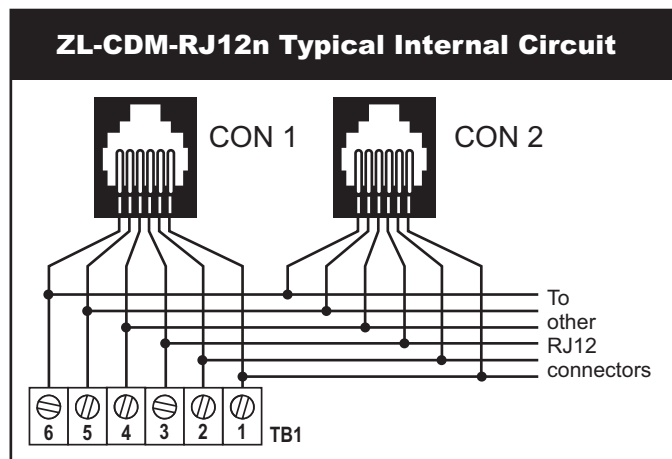 ZL-CDM-RJ12n Typical Internal Circuit
CON 1
CON 2
To
other
RJ12
connectors
6 5 4 3 2 1 TB1